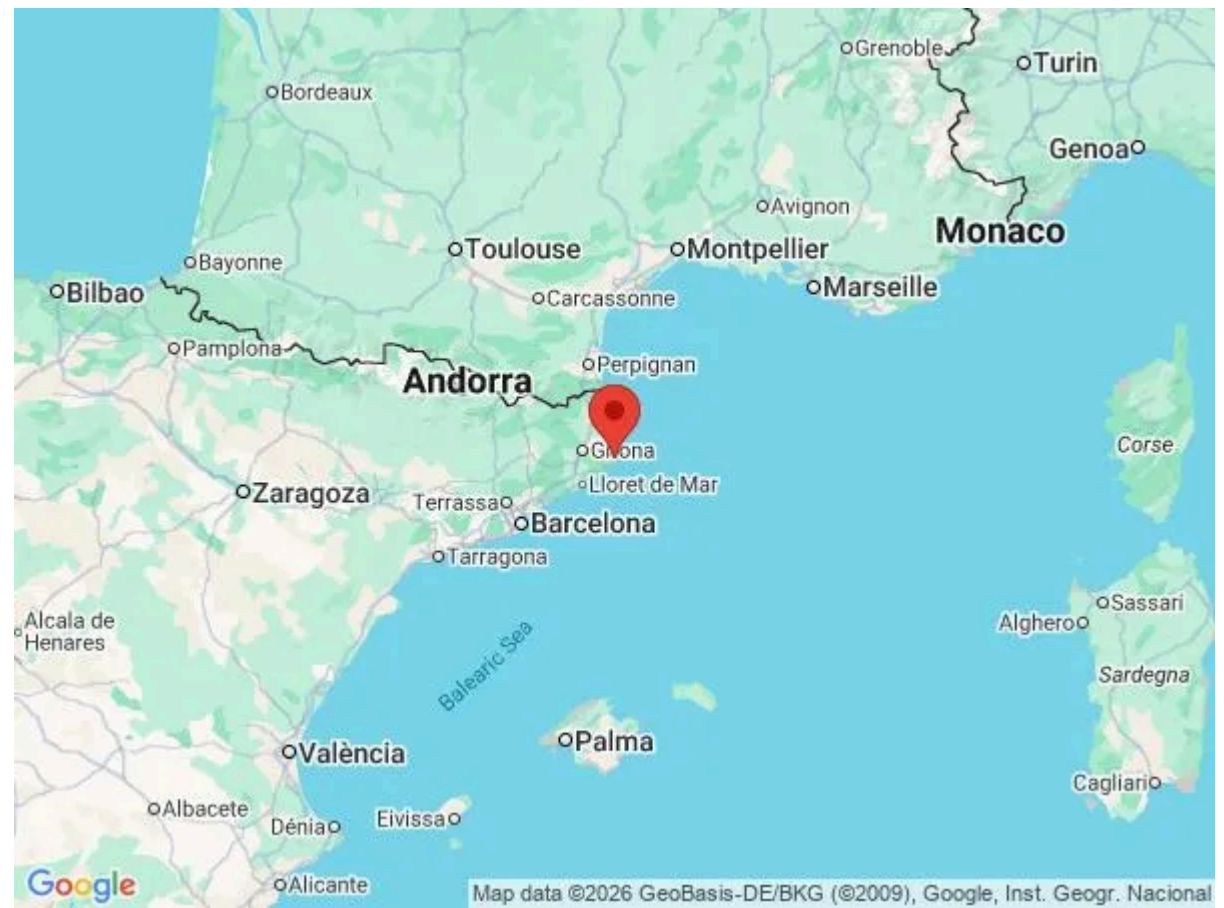 Grenoble
Turin
Bordeaux
Genoa
Avignon
Monaco
Toulouse
Montpellier
Bayonne
Marseille
Bilbao
Carcassonne
Pamplona
Perpignan
Andorra
Corse
Zaragoza
Lloret de Mar
Terrassa
Barcelona
Tarragona
Sassari
Alcala de
Henares
Alghero
Balearic Sea
Sardegna
Palma
València
Cagliari
Albacete
Eivissa
Dénia
Alicante
Google
Map data ©2026 GeoBasis-DE/BKG (©2009), Google, Inst. Geogr. Nacional